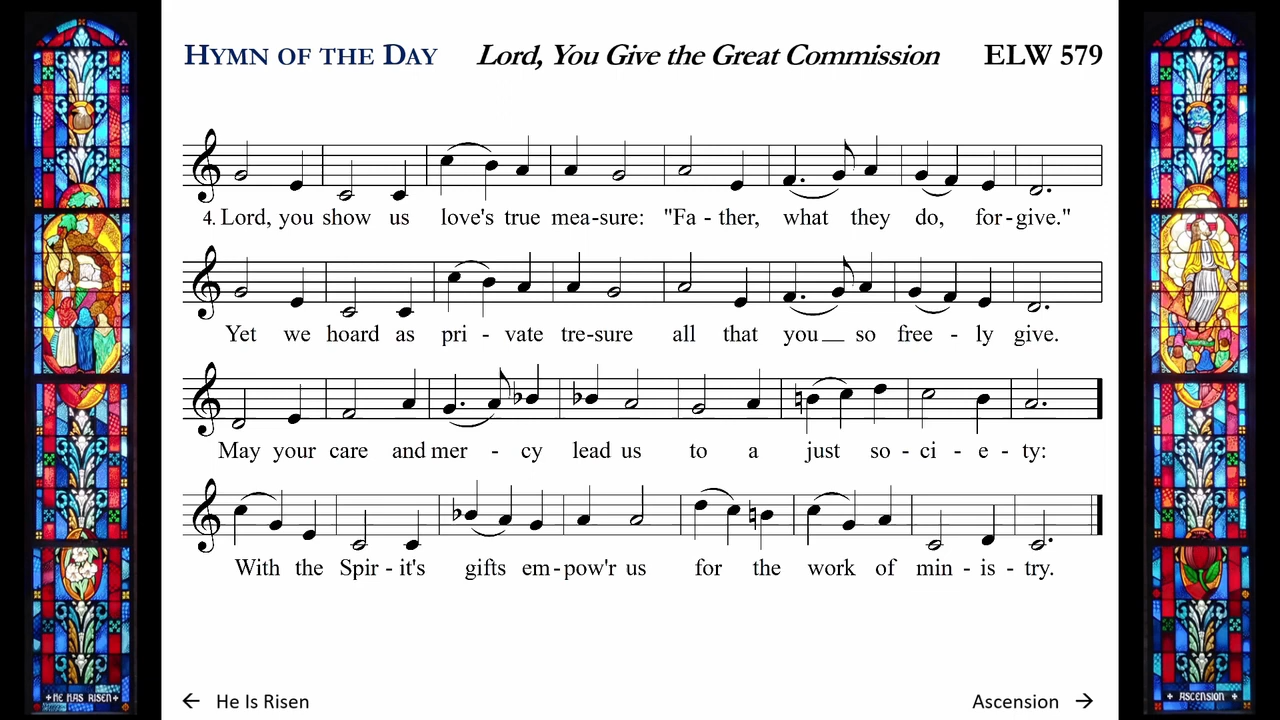 HYMN OF THE DAY Lord, You Give the Great Commission ELW 579
4. Lord, you show us love's true mea-sure: "Fa - ther, what they do, for-give."
Yet we hoard as pri - vate tre-sure all that you so free - ly give.
May your care and mer - cy lead us to a just so - ci - e - ty:
With the Spir - it's gifts em-pow'r us for the work of min - is - try.
← He Is Risen
Ascension →
HE HAS RISEN
ASCENSION